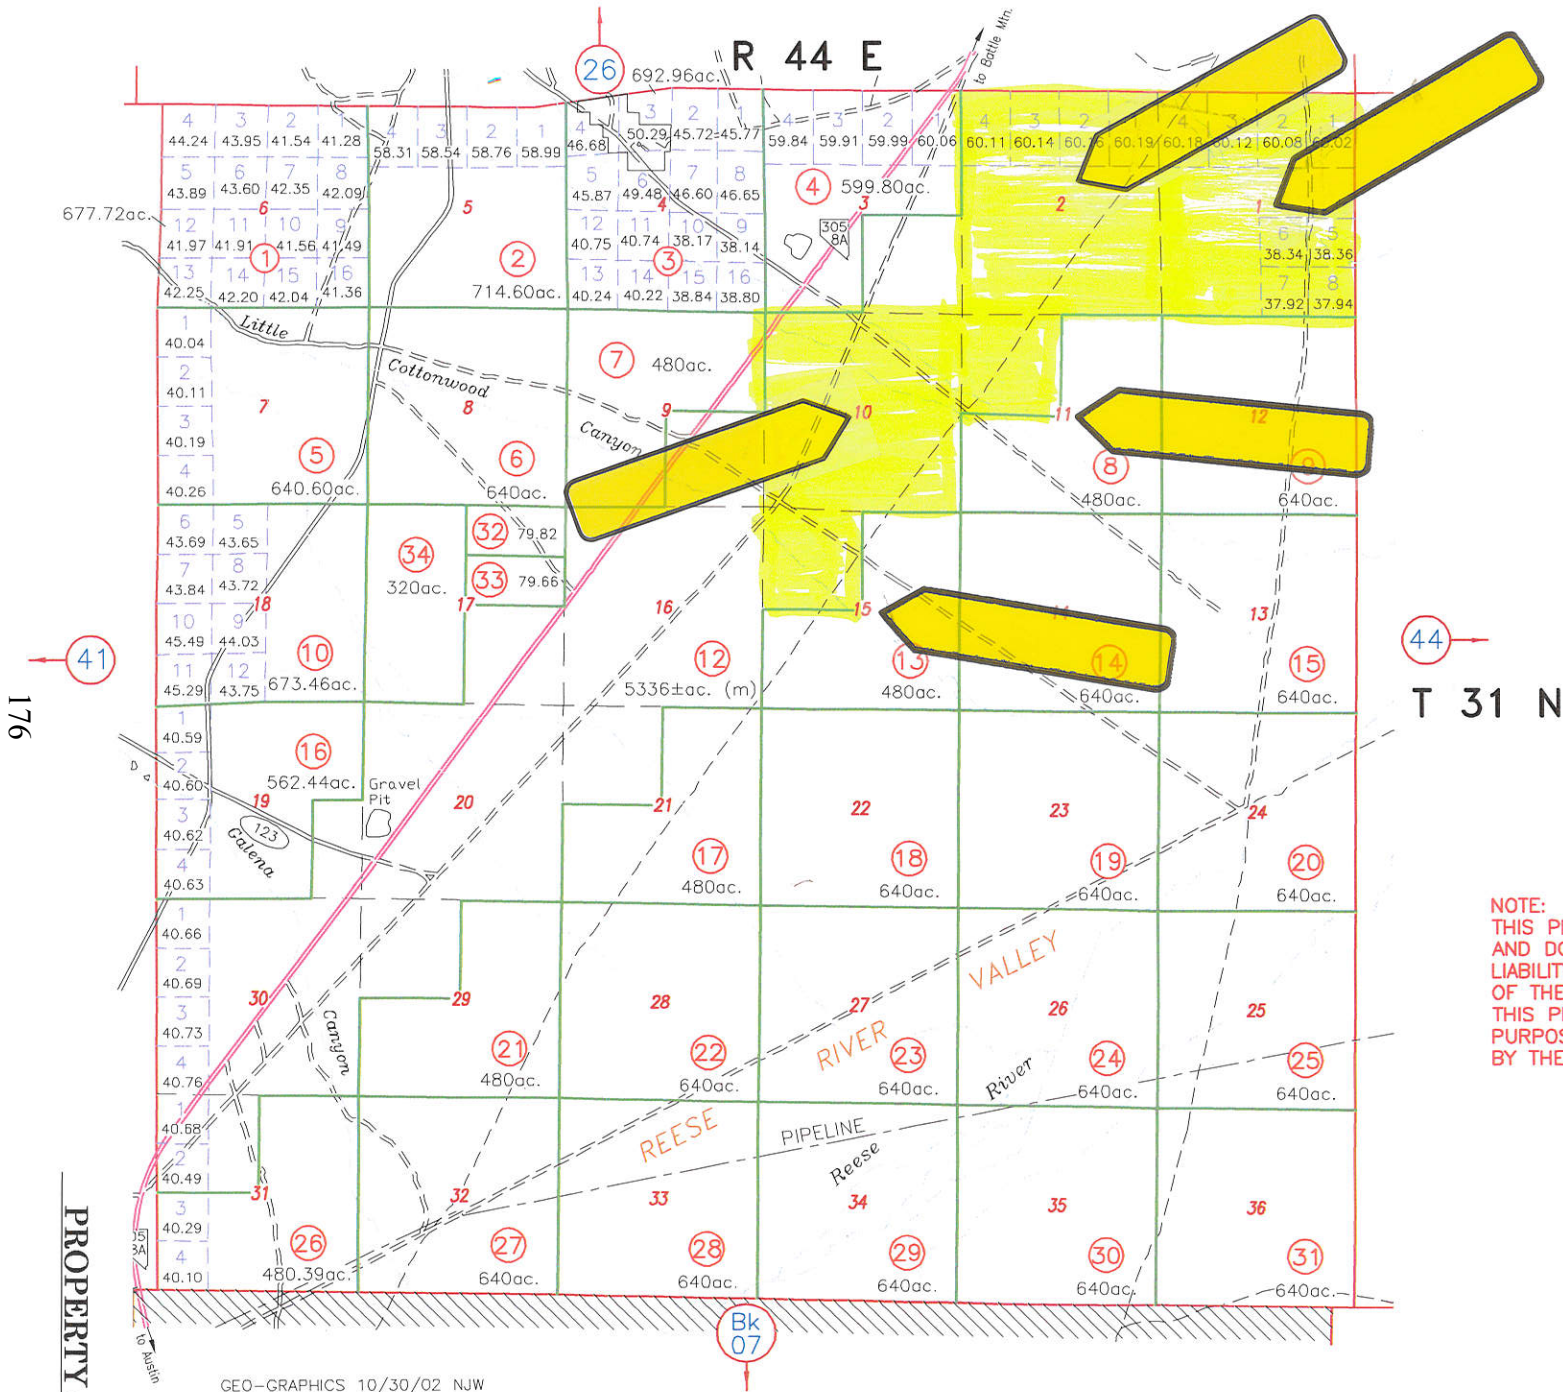 R 44 E
26
692.96ac.
to Battle Mtn.
4 3 2 1
44.24 43.95 41.54 41.28
4 3 2 1
58.31 58.54 58.76 58.99
4 3 2 1
46.68 50.29 45.72 45.77
4 3 2 1
59.84 59.91 59.99 60.06
4 3 2
60.11 60.14 60.16 60.19
4 3 2 1
60.18 60.12 60.08 60.02
5 6 7 8
43.89 43.60 42.35 42.09
6
5
5 6 7 8
45.87 49.48 46.60 46.65
4
4 599.80ac.
3
2
1
677.72ac.
12 11 10 9
41.97 41.91 41.56 41.49
1
13 14 15 16
42.25 42.20 42.04 41.36
2
714.60ac.
12 11 10 9
40.75 40.74 38.17 38.14
3
13 14 15 16
40.24 40.22 38.84 38.80
305
8A
6 5
38.34 38.36
7 8
37.92 37.94
Little
Cottonwood
Canyon
1
40.04
2
40.11
3
40.19
4
40.26
7
8
7 480ac.
9
10
11
12
5
640.60ac.
6
640ac.
8
480ac.
9
640ac.
6 5
43.69 43.65
7 8
43.84 43.72
18
10 9
45.49 44.03
11 12
45.29 43.75
10
673.46ac.
34
320ac.
32 79.82
33 79.66
17
16
15
14
13
12
5336±ac. (m)
13
480ac.
14
640ac.
15
640ac.
41
44
T 31 N
176
1
40.59
2
40.60
3
40.62
4
40.63
16
562.44ac.
19
123
Galena
Gravel
Pit
20
21
22
23
24
17
480ac.
18
640ac.
19
640ac.
20
640ac.
NOTE:
THIS
AND
OF THE
THIS
BY THE
1
40.66
2
40.69
3
40.73
4
40.76
30
Canyon
29
28
27
26
25
VALLEY
RIVER
REESE
River
Reese
PIPELINE
21
480ac.
22
640ac.
23
640ac.
24
640ac.
25
640ac.
1
40.68
2
40.49
3
40.29
4
40.10
31
32
33
34
35
36
26
480.39ac.
27
640ac.
28
640ac.
29
640ac.
30
640ac.
31
640ac.
PROPERTY
to Austin
Bk
07
GEO-GRAPHICS 10/30/02 NJW